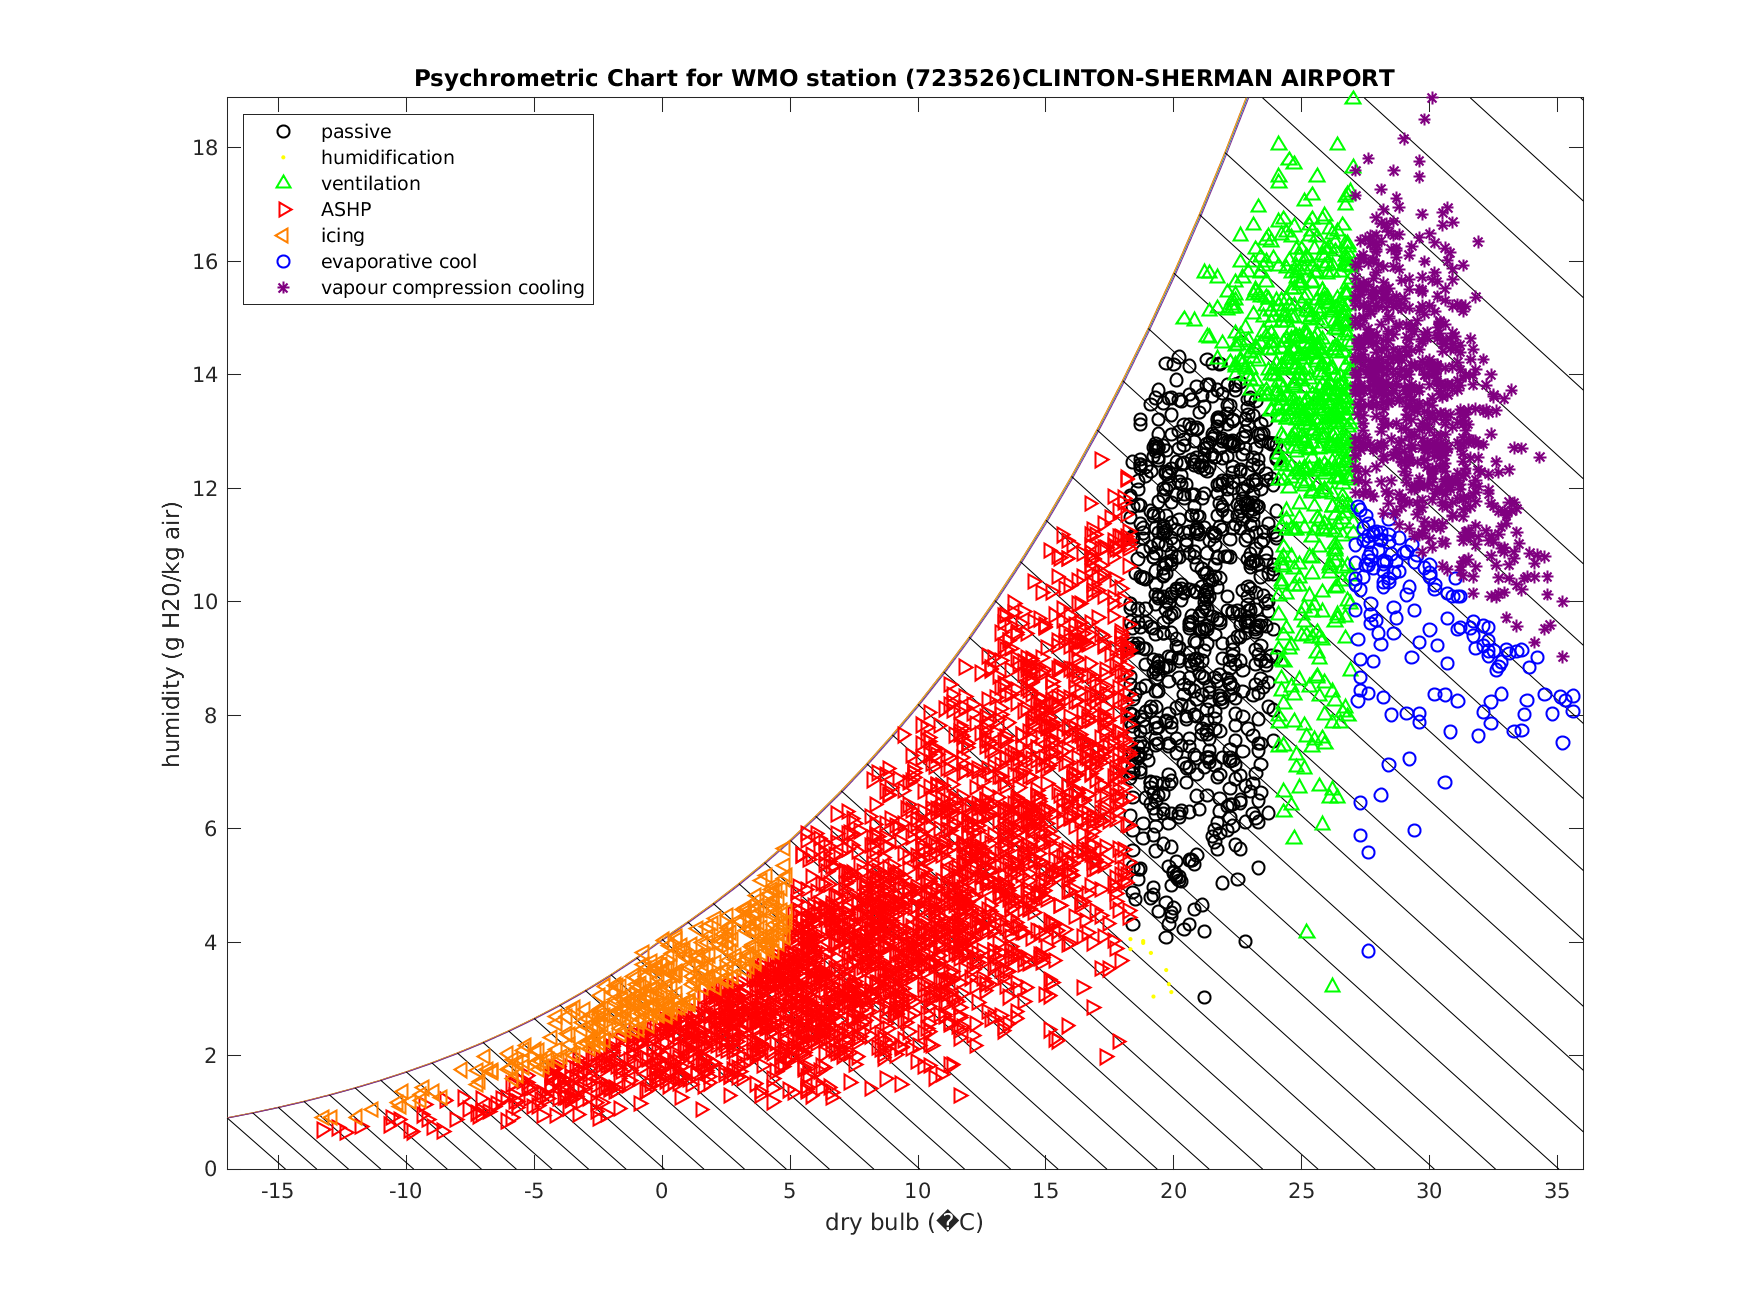 Psychrometric Chart for WMO station (723526)CLINTON-SHERMAN AIRPORT
passive
humidification
ventilation
ASHP
icing
evaporative cool
vapour compression cooling
humidity (g H20/kg air)
18
16
14
12
10
8
6
4
2
0
-15 -10 -5 0 5 10 15 20 25 30 35
dry bulb (�C)